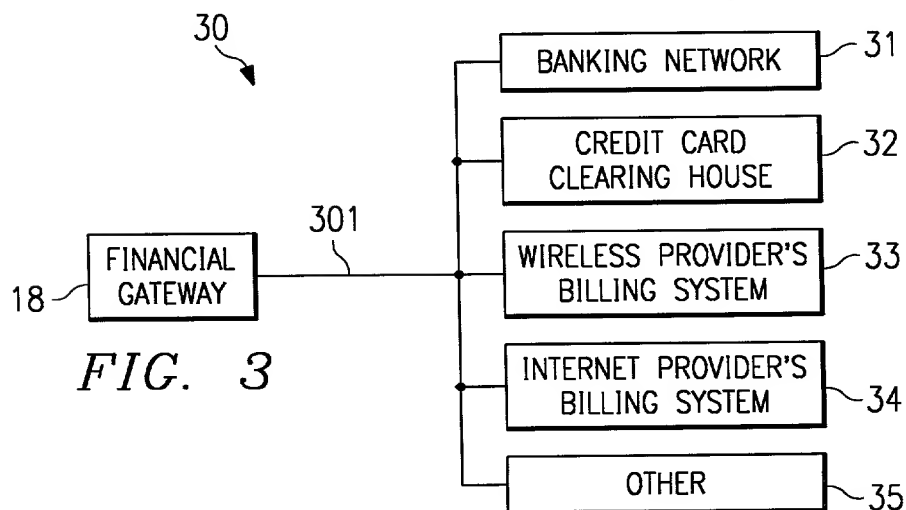 30
BANKING NETWORK
31
CREDIT CARD
CLEARING HOUSE
32
301
FINANCIAL
GATEWAY
18
WIRELESS PROVIDER'S
BILLING SYSTEM
33
FIG. 3
INTERNET PROVIDER'S
BILLING SYSTEM
34
OTHER
35